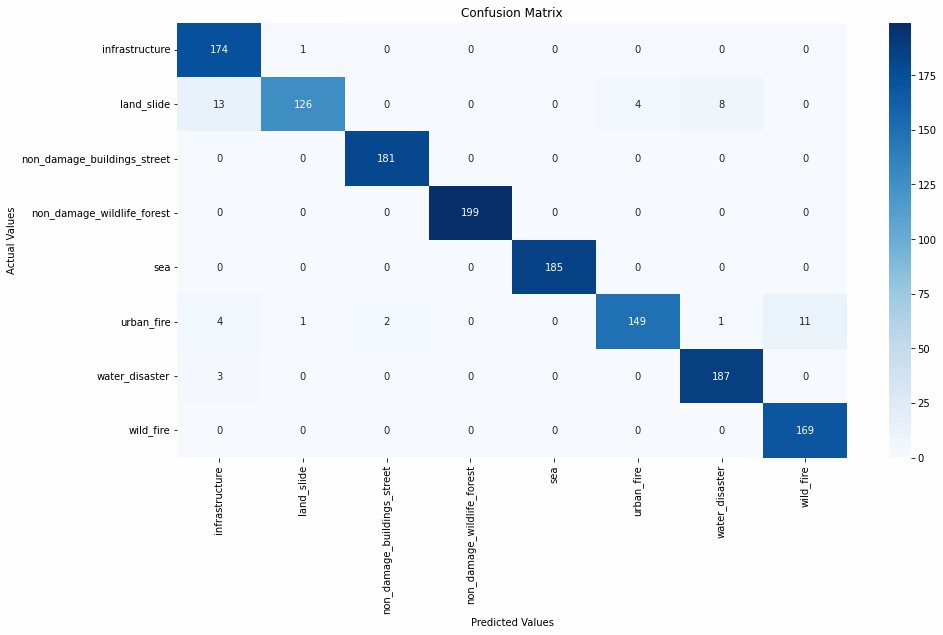 Confusion Matrix
Actual Values
infrastructure 174 1 0 0 0 0 0 0
land_slide 13 126 0 0 0 4 8 0
non_damage_buildings_street 0 0 181 0 0 0 0 0
non_damage_wildlife_forest 0 0 0 199 0 0 0 0
sea 0 0 0 0 185 0 0 0
urban_fire 4 1 2 0 0 149 1 11
water_disaster 3 0 0 0 0 0 187 0
wild_fire 0 0 0 0 0 0 0 169
infrastructure
land_slide
non_damage_buildings_street
non_damage_wildlife_forest
sea
urban_fire
water_disaster
wild_fire
Predicted Values
175
150
125
100
75
50
25
0